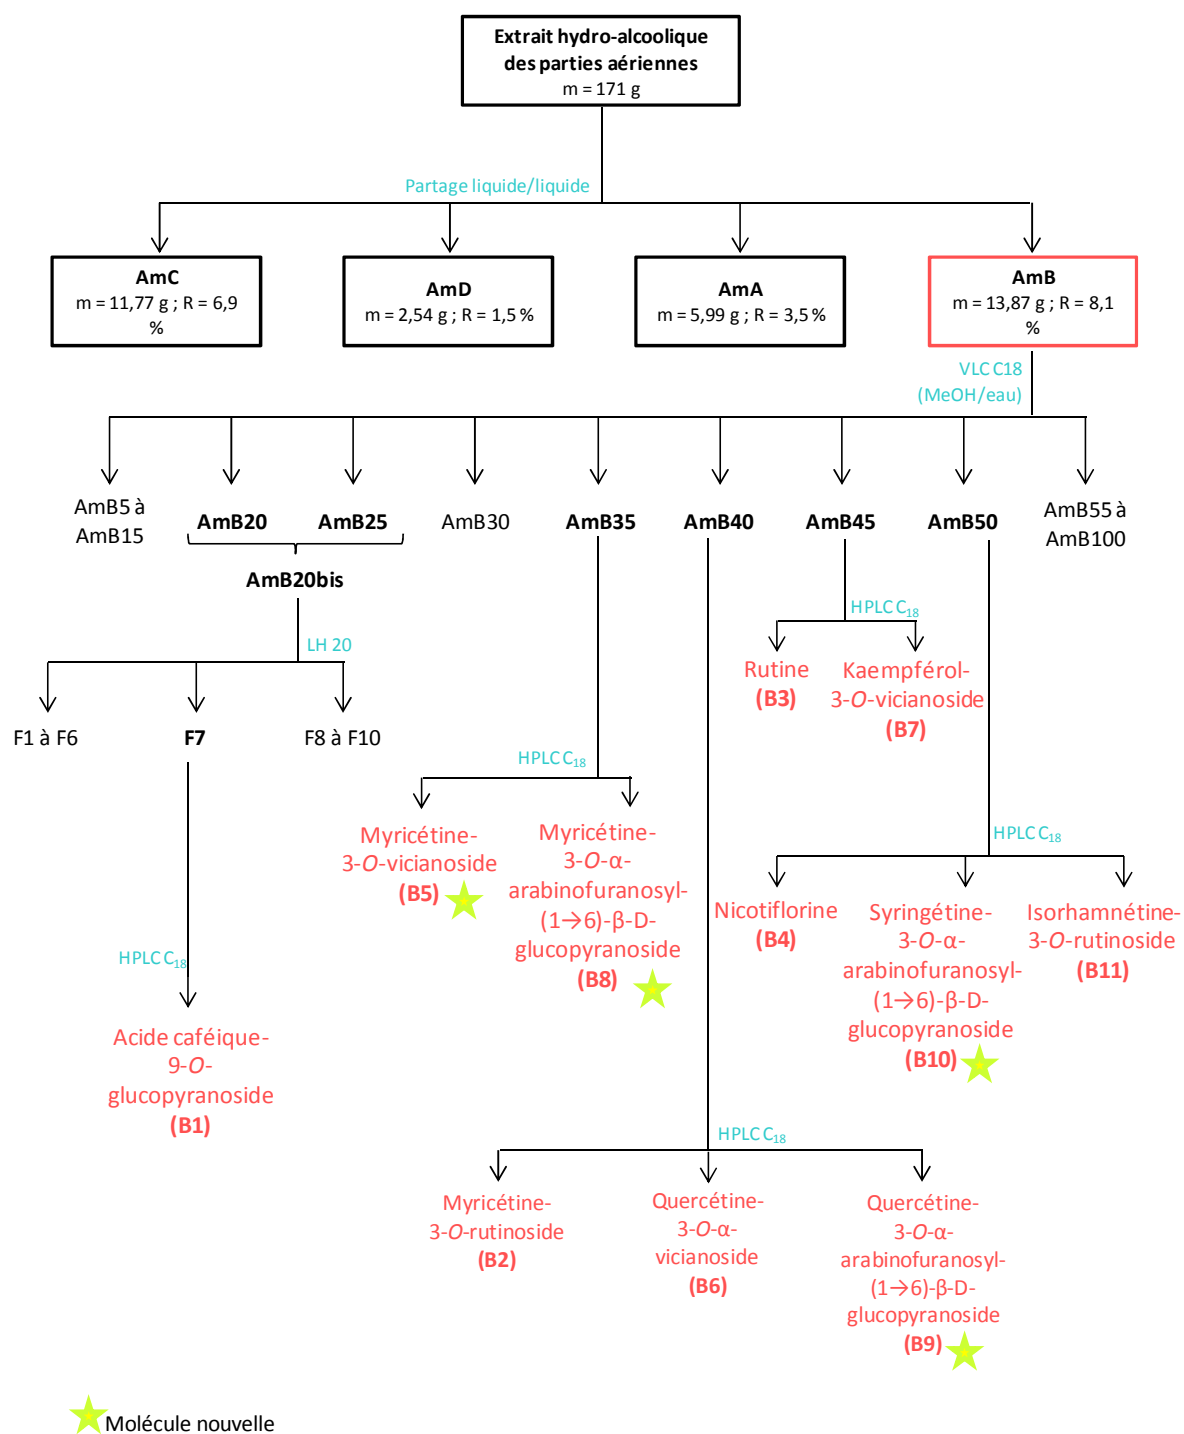 Extrait hydro-alcoolique
des parties aériennes
m = 171 g
Partage liquide/liquide
AmC
m = 11,77 g ; R = 6,9
%
AmD
m = 2,54 g ; R = 1,5 %
AmA
m = 5,99 g ; R = 3,5 %
AmB
m = 13,87 g ; R = 8,1
%
VLC C18
(MeOH/eau)
AmB5 à
AmB15
AmB20
AmB25
AmB30
AmB35
AmB40
AmB45
AmB50
AmB55 à
AmB100
AmB20bis
LH 20
F1 à F6
F7
F8 à F10
HPLC C18
Rutine
(B3)
Kaempférol-
3-O-vicianoside
(B7)
HPLC C18
Myricétine-
3-O-vicianoside
(B5)
Myricétine-
3-O-α-
arabinofuranosyl-
(1→6)-β-D-
glucopyranoside
(B8)
HPLC C18
Nicotiflorine
(B4)
Syringétine-
3-O-α-
arabinofuranosyl-
(1→6)-β-D-
glucopyranoside
(B10)
Isorhamnétine-
3-O-rutinoside
(B11)
HPLC C18
Acide caféique-
9-O-
glucopyranoside
(B1)
HPLC C18
Myricétine-
3-O-rutinoside
(B2)
Quercétine-
3-O-α-
vicianoside
(B6)
Quercétine-
3-O-α-
arabinofuranosyl-
(1→6)-β-D-
glucopyranoside
(B9)
Molécule nouvelle